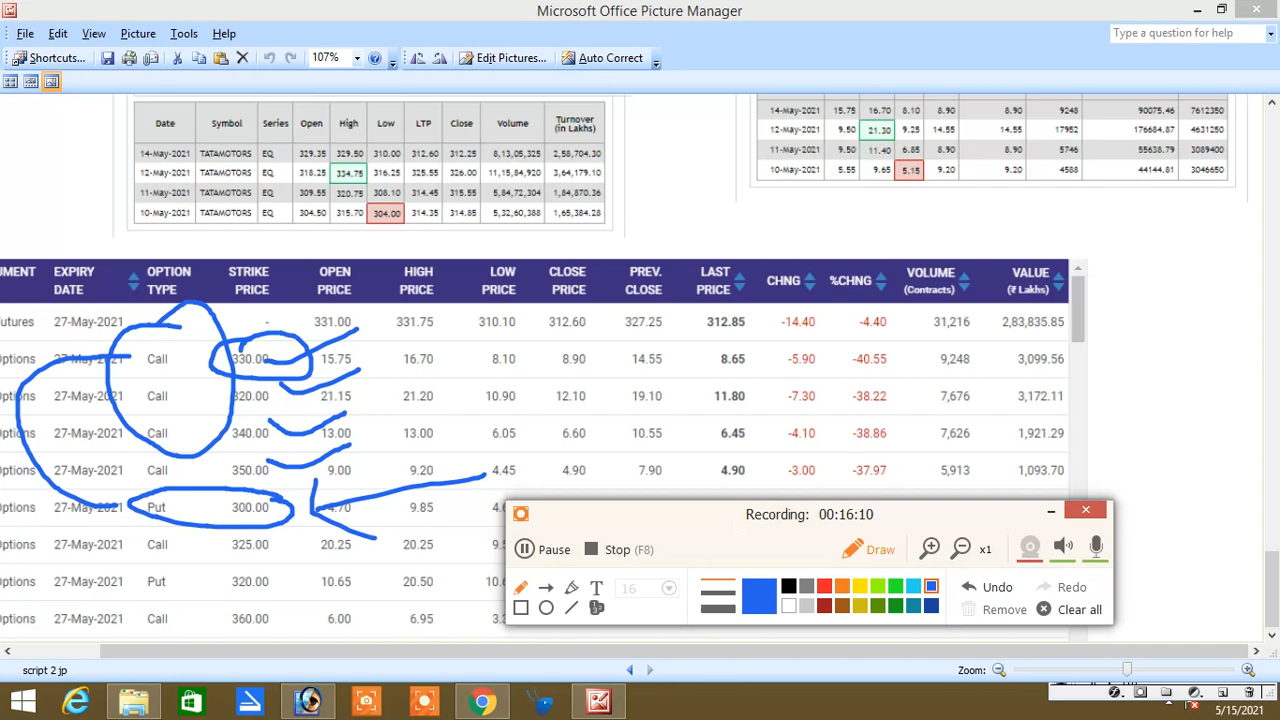 Microsoft Office Picture Manager
File Edit View Picture Tools Help Type a question for help
Shortcuts... 107% Edit Pictures... Auto Correct
Date Symbol Series Open High Low LTP Close Volume Turnover (in Lakhs)
14-May-2021 TATAMOTORS EQ 329.35 329.50 310.00 312.60 312.25 8,13,05,325 2,58,704.30
12-May-2021 TATAMOTORS EQ 318.25 334.75 316.25 325.55 326.00 11,15,84,920 3,64,179.10
11-May-2021 TATAMOTORS EQ 309.55 320.75 308.10 314.45 315.55 5,84,72,304 1,84,870.36
10-May-2021 TATAMOTORS EQ 304.50 315.70 304.00 314.35 314.85 5,32,60,388 1,65,384.28
14-May-2021 15.75 16.70 8.10 8.90 8.90 9248 90075.46 7612350
12-May-2021 9.50 21.30 9.25 14.55 14.55 17952 176684.87 4631250
11-May-2021 9.50 11.40 6.85 8.90 8.90 5746 55638.79 3089400
10-May-2021 5.55 9.65 5.15 9.20 9.20 4588 44144.81 3046650
UMENT EXPIRY DATE OPTION TYPE STRIKE PRICE OPEN PRICE HIGH PRICE LOW PRICE CLOSE PRICE PREV. CLOSE LAST PRICE CHNG %CHNG VOLUME (Contracts) VALUE (₹ Lakhs)
Futures 27-May-2021 - - 331.00 331.75 310.10 312.60 327.25 312.85 -14.40 -4.40 31,216 2,83,835.85
Options 27-May-2021 Call 330.00 15.75 16.70 8.10 8.90 14.55 8.65 -5.90 -40.55 9,248 3,099.56
Options 27-May-2021 Call 320.00 21.15 21.20 10.90 12.10 19.10 11.80 -7.30 -38.22 7,676 3,172.11
Options 27-May-2021 Call 340.00 13.00 13.00 6.05 6.60 10.55 6.45 -4.10 -38.86 7,626 1,921.29
Options 27-May-2021 Call 350.00 9.00 9.20 4.45 4.90 7.90 4.90 -3.00 -37.97 5,913 1,093.70
Options 27-May-2021 Put 300.00 9.85
Options 27-May-2021 Call 325.00 20.25 20.25
Options 27-May-2021 Put 320.00 10.65 20.50
Options 27-May-2021 Call 360.00 6.00 6.95
Recording: 00:16:10
Pause Stop (F8) Draw x1
T 16 Undo Redo
Remove Clear all
script 2 jp Zoom:
5/15/2021